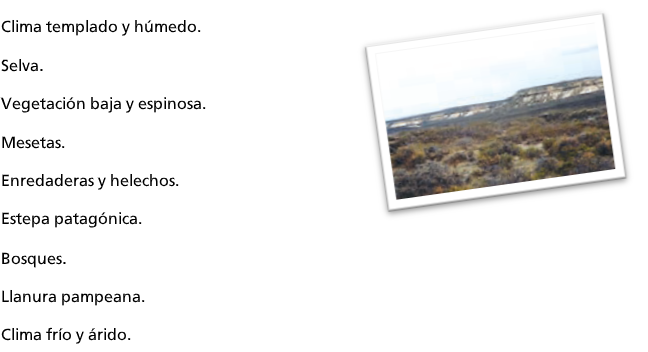 Clima templado y húmedo.
Selva.
Vegetación baja y espinosa.
Mesetas.
Enredaderas y helechos.
Estepa patagónica.
Bosques.
Llanura pampeana.
Clima frío y árido.